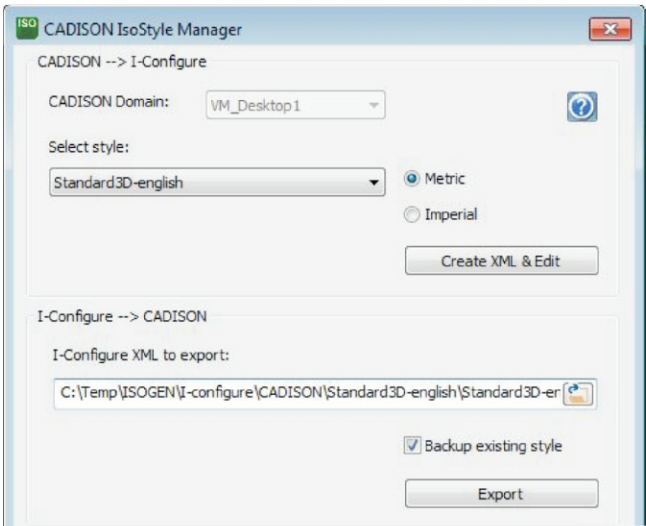 ISO CADISON IsoStyle Manager
CADISON --> I-Configure
CADISON Domain: VM_Desktop1
Select style:
Standard3D-english
Metric
Imperial
Create XML & Edit
I-Configure --> CADISON
I-Configure XML to export:
C:\Temp\ISOGEN\I-configure\CADISON\Standard3D-english\Standard3D-er
Backup existing style
Export